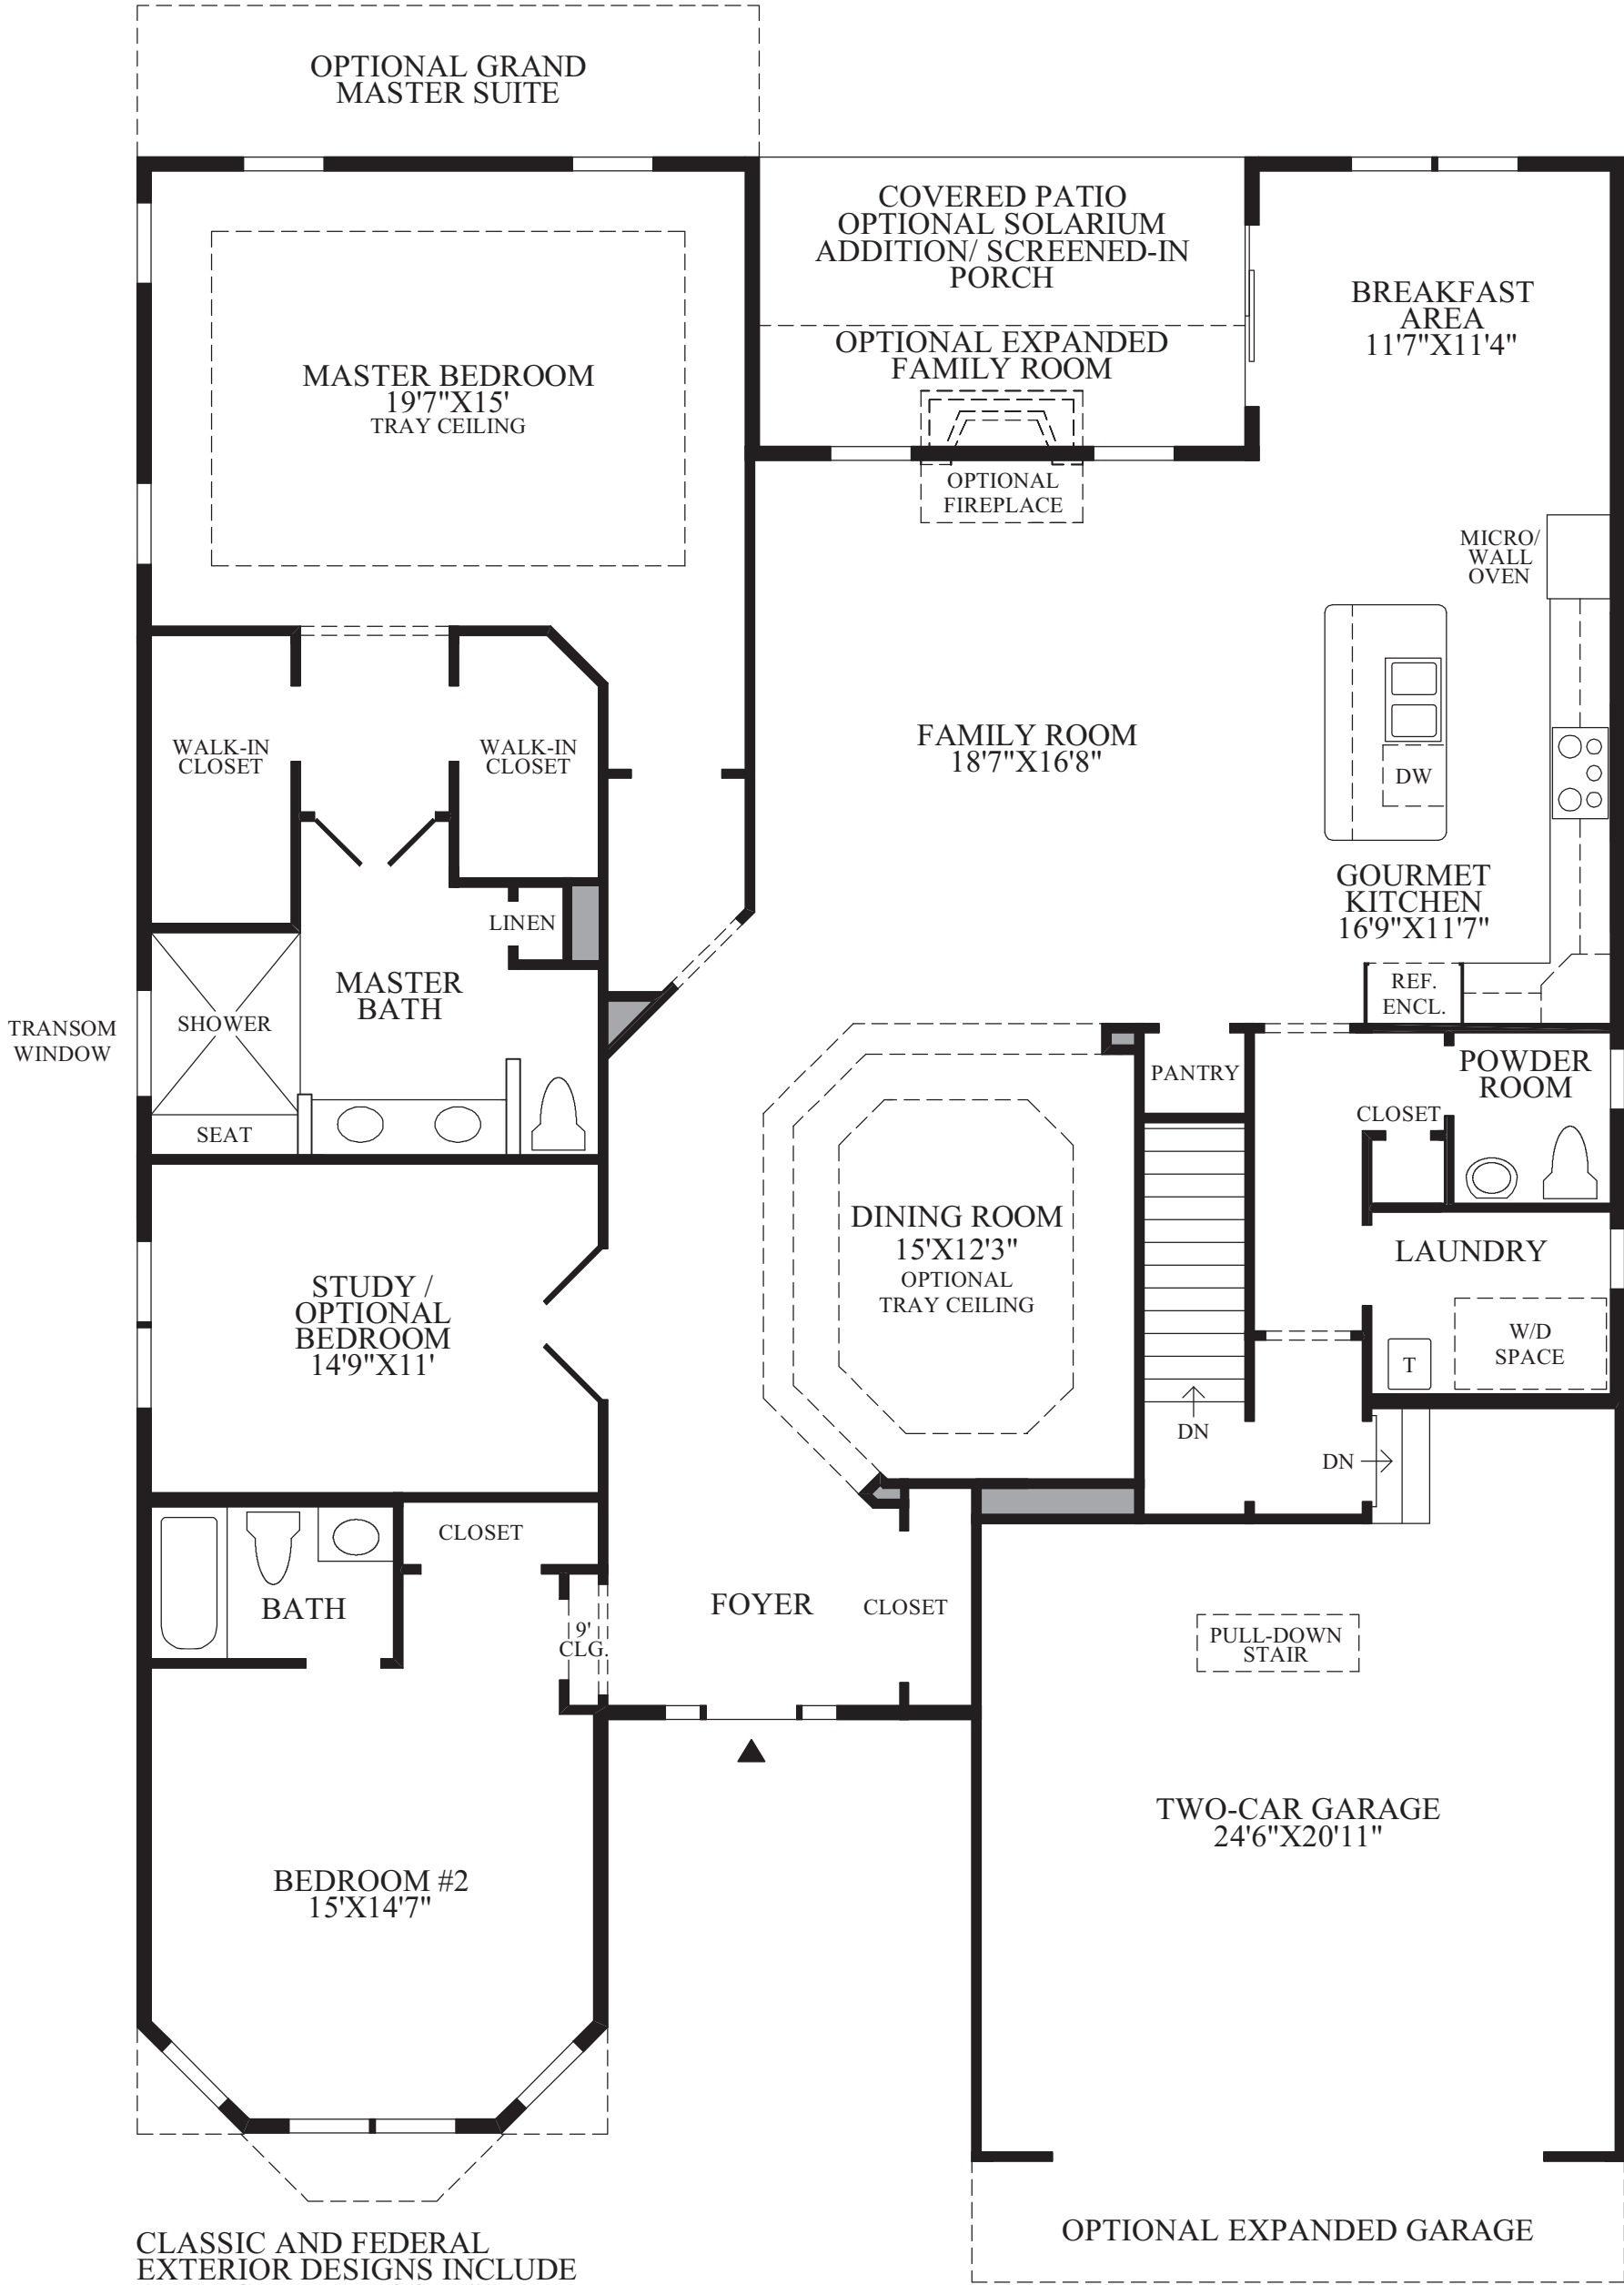 OPTIONAL GRAND
MASTER SUITE
COVERED PATIO
OPTIONAL SOLARIUM
ADDITION/ SCREENED-IN
PORCH
OPTIONAL EXPANDED
FAMILY ROOM
BREAKFAST
AREA
11'7"X11'4"
MASTER BEDROOM
19'7"X15'
TRAY CEILING
OPTIONAL
FIREPLACE
MICRO/
WALL
OVEN
WALK-IN
CLOSET
WALK-IN
CLOSET
FAMILY ROOM
18'7"X16'8"
DW
GOURMET
KITCHEN
16'9"X11'7"
LINEN
MASTER
BATH
REF.
ENCL.
TRANSOM
WINDOW
SHOWER
SEAT
PANTRY
POWDER
ROOM
CLOSET
DINING ROOM
15'X12'3"
OPTIONAL
TRAY CEILING
LAUNDRY
STUDY /
OPTIONAL
BEDROOM
14'9"X11'
W/D
SPACE
T
DN
DN
CLOSET
BATH
9'
CLG.
FOYER
CLOSET
PULL-DOWN
STAIR
TWO-CAR GARAGE
24'6"X20'11"
BEDROOM #2
15'X14'7"
OPTIONAL EXPANDED GARAGE
CLASSIC AND FEDERAL
EXTERIOR DESIGNS INCLUDE